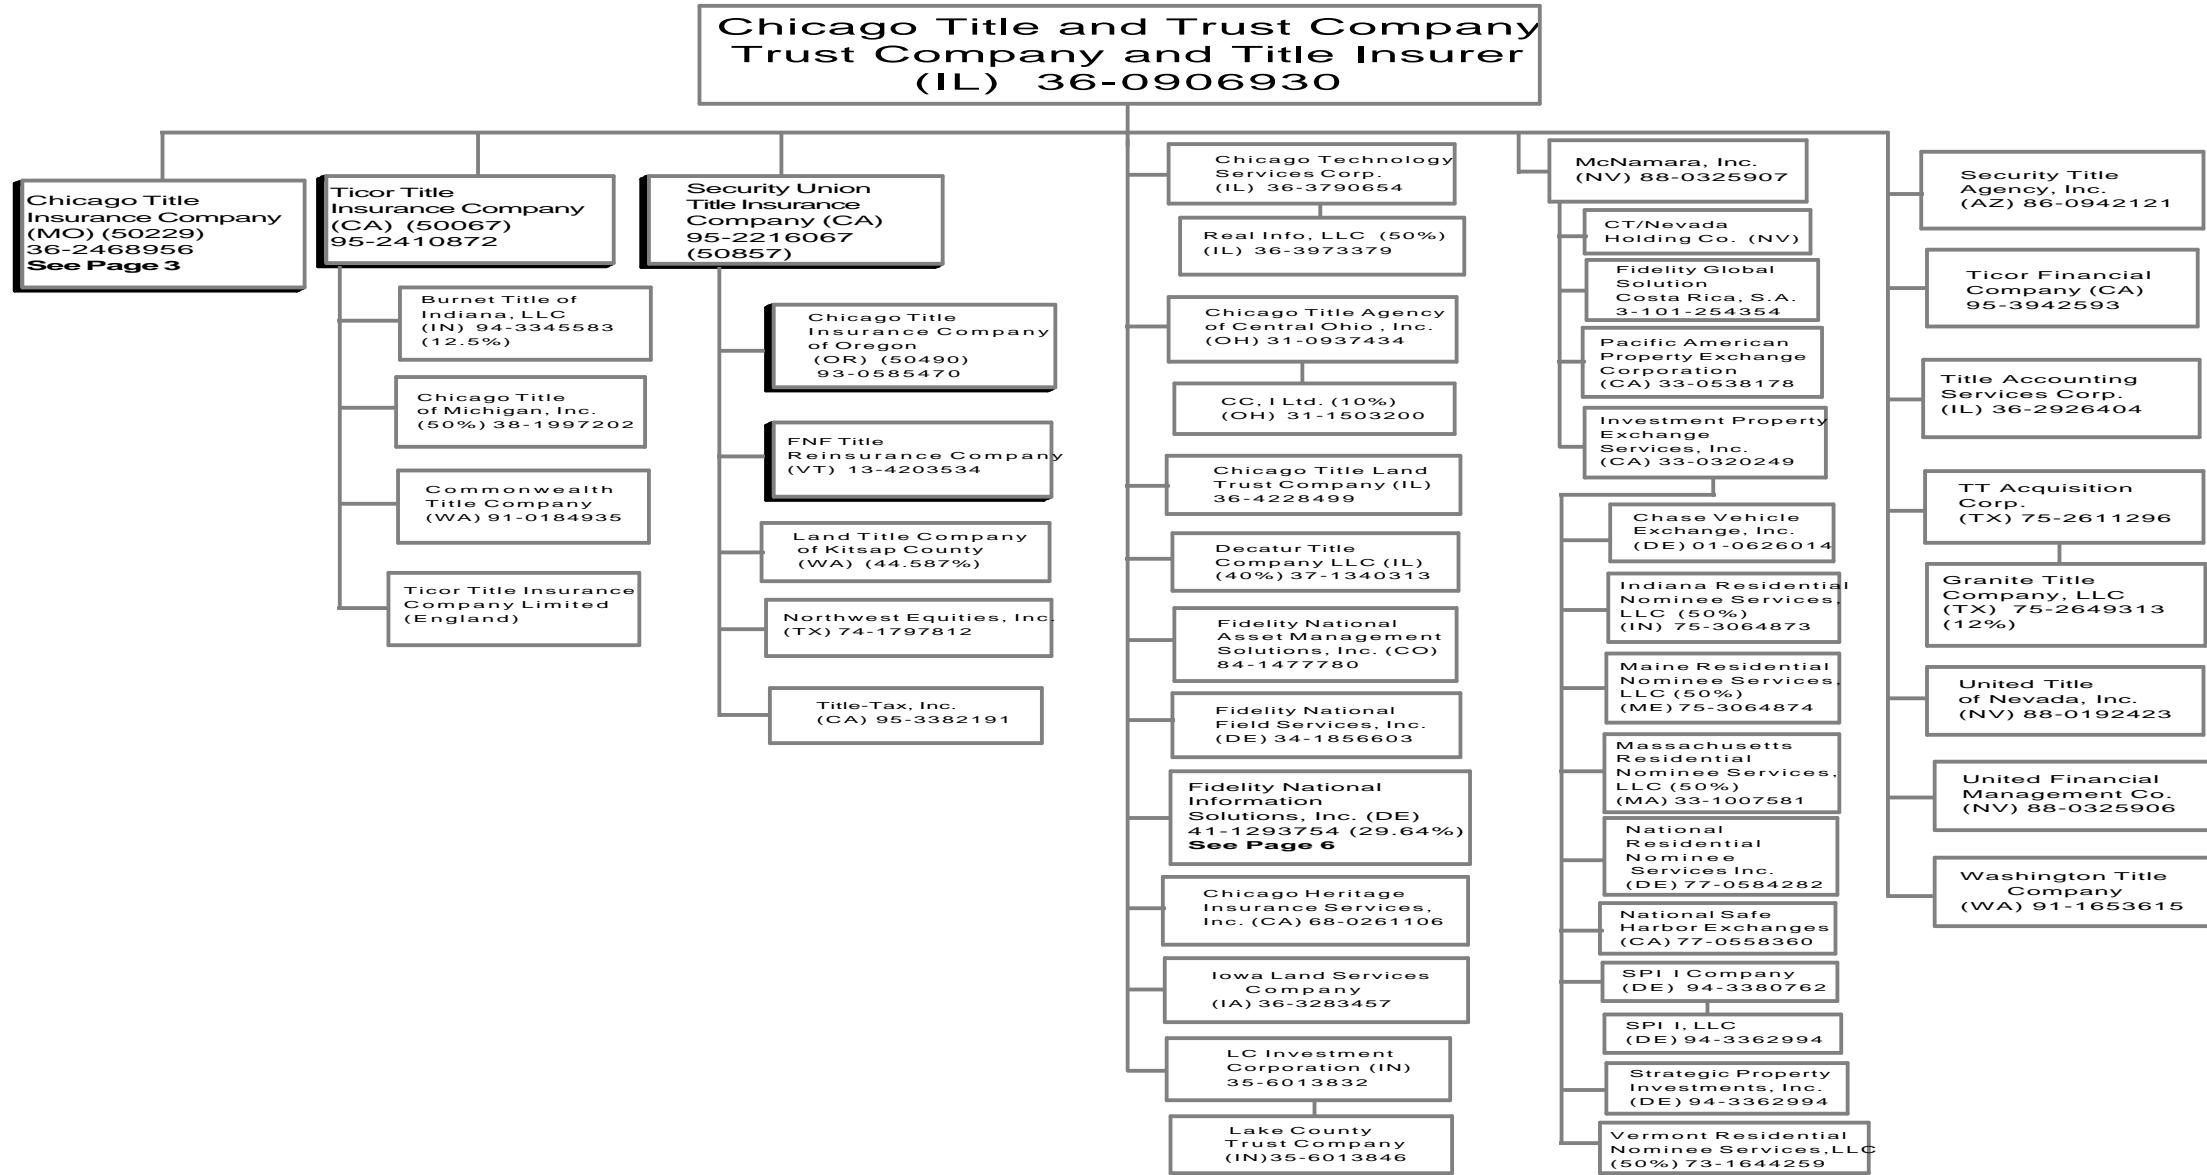 Chicago Title and Trust Company
Trust Company and Title Insurer
(IL) 36-0906930
Chicago Title
Insurance Company
(MO) (50229)
36-2468956
See Page 3
Ticor Title
Insurance Company
(CA) (50067)
95-2410872
Burnet Title of
Indiana, LLC
(IN) 94-3345583
(12.5%)
Chicago Title
of Michigan, Inc.
(50%) 38-1997202
Commonwealth
Title Company
(WA) 91-0184935
Ticor Title Insurance
Company Limited
(England)
Security Union
Title Insurance
Company (CA)
95-2216067
(50857)
Chicago Title
Insurance Company
of Oregon
(OR) (50490)
93-0585470
FNF Title
Reinsurance Company
(VT) 13-4203534
Land Title Company
of Kitsap County
(WA) (44.587%)
Northwest Equities, Inc.
(TX) 74-1797812
Title-Tax, Inc.
(CA) 95-3382191
Chicago Technology
Services Corp.
(IL) 36-3790654
Real Info, LLC (50%)
(IL) 36-3973379
Chicago Title Agency
of Central Ohio , Inc.
(OH) 31-0937434
CC, I Ltd. (10%)
(OH) 31-1503200
Chicago Title Land
Trust Company (IL)
36-4228499
Decatur Title
Company LLC (IL)
(40%) 37-1340313
Fidelity National
Asset Management
Solutions, Inc. (CO)
84-1477780
Fidelity National
Field Services, Inc.
(DE) 34-1856603
Fidelity National
Information
Solutions, Inc. (DE)
41-1293754 (29.64%)
See Page 6
Chicago Heritage
Insurance Services,
Inc. (CA) 68-0261106
Iowa Land Services
Company
(IA) 36-3283457
LC Investment
Corporation (IN)
35-6013832
Lake County
Trust Company
(IN)35-6013846
McNamara, Inc.
(NV) 88-0325907
CT/Nevada
Holding Co. (NV)
Fidelity Global
Solution
Costa Rica, S.A.
3-101-254354
Pacific American
Property Exchange
Corporation
(CA) 33-0538178
Investment Property
Exchange
Services, Inc.
(CA) 33-0320249
Chase Vehicle
Exchange, Inc.
(DE) 01-0626014
Indiana Residential
Nominee Services,
LLC (50%)
(IN) 75-3064873
Maine Residential
Nominee Services,
LLC (50%)
(ME) 75-3064874
Massachusetts
Residential
Nominee Services,
LLC (50%)
(MA) 33-1007581
National
Residential
Nominee
Services Inc.
(DE) 77-0584282
National Safe
Harbor Exchanges
(CA) 77-0558360
SPI I Company
(DE) 94-3380762
SPI I, LLC
(DE) 94-3362994
Strategic Property
Investments, Inc.
(DE) 94-3362994
Vermont Residential
Nominee Services,LLC
(50%) 73-1644259
Security Title
Agency, Inc.
(AZ) 86-0942121
Ticor Financial
Company (CA)
95-3942593
Title Accounting
Services Corp.
(IL) 36-2926404
TT Acquisition
Corp.
(TX) 75-2611296
Granite Title
Company, LLC
(TX) 75-2649313
(12%)
United Title
of Nevada, Inc.
(NV) 88-0192423
United Financial
Management Co.
(NV) 88-0325906
Washington Title
Company
(WA) 91-1653615